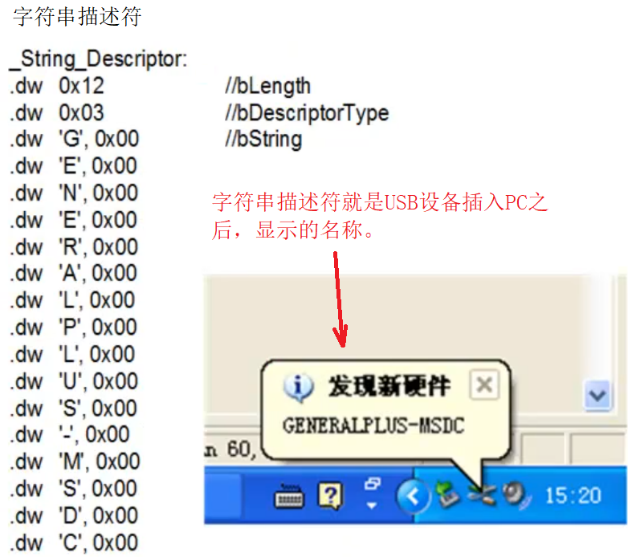 字符串描述符
_String_Descriptor:
.dw 0x12 //bLength
.dw 0x03 //bDescriptorType
.dw 'G', 0x00 //bString
.dw 'E', 0x00
.dw 'N', 0x00
.dw 'E', 0x00
.dw 'R', 0x00
.dw 'A', 0x00
.dw 'L', 0x00
.dw 'P', 0x00
.dw 'L', 0x00
.dw 'U', 0x00
.dw 'S', 0x00
.dw '-', 0x00
.dw 'M', 0x00
.dw 'S', 0x00
.dw 'D', 0x00
.dw 'C', 0x00
字符串描述符就是USB设备插入PC之
后，显示的名称。
发现新硬件
GENERALPLUS-MSDC
n 60,
15:20